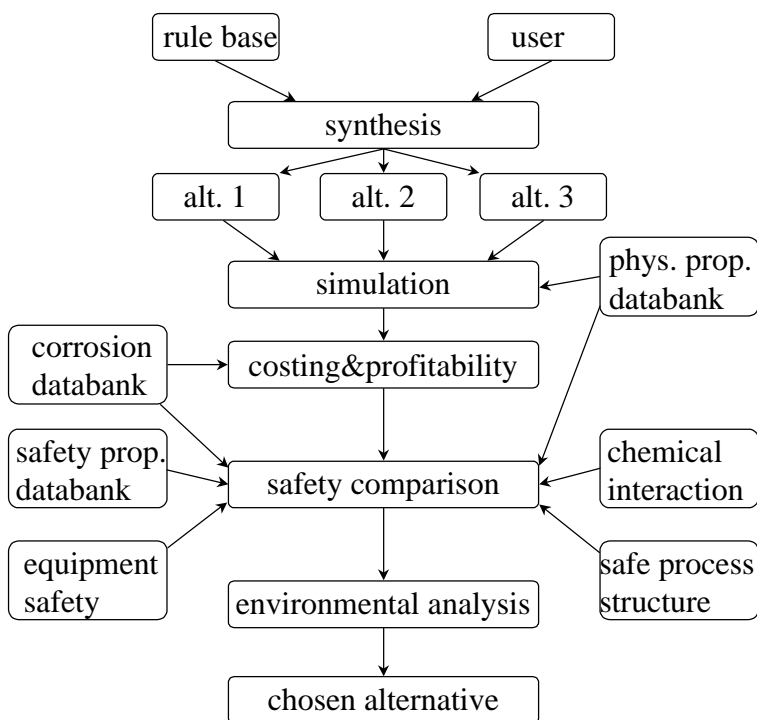 rule base
user
synthesis
alt. 1
alt. 2
alt. 3
simulation
phys. prop.
databank
corrosion
databank
costing&profitability
safety prop.
databank
safety comparison
chemical
interaction
equipment
safety
environmental analysis
safe process
structure
chosen alternative